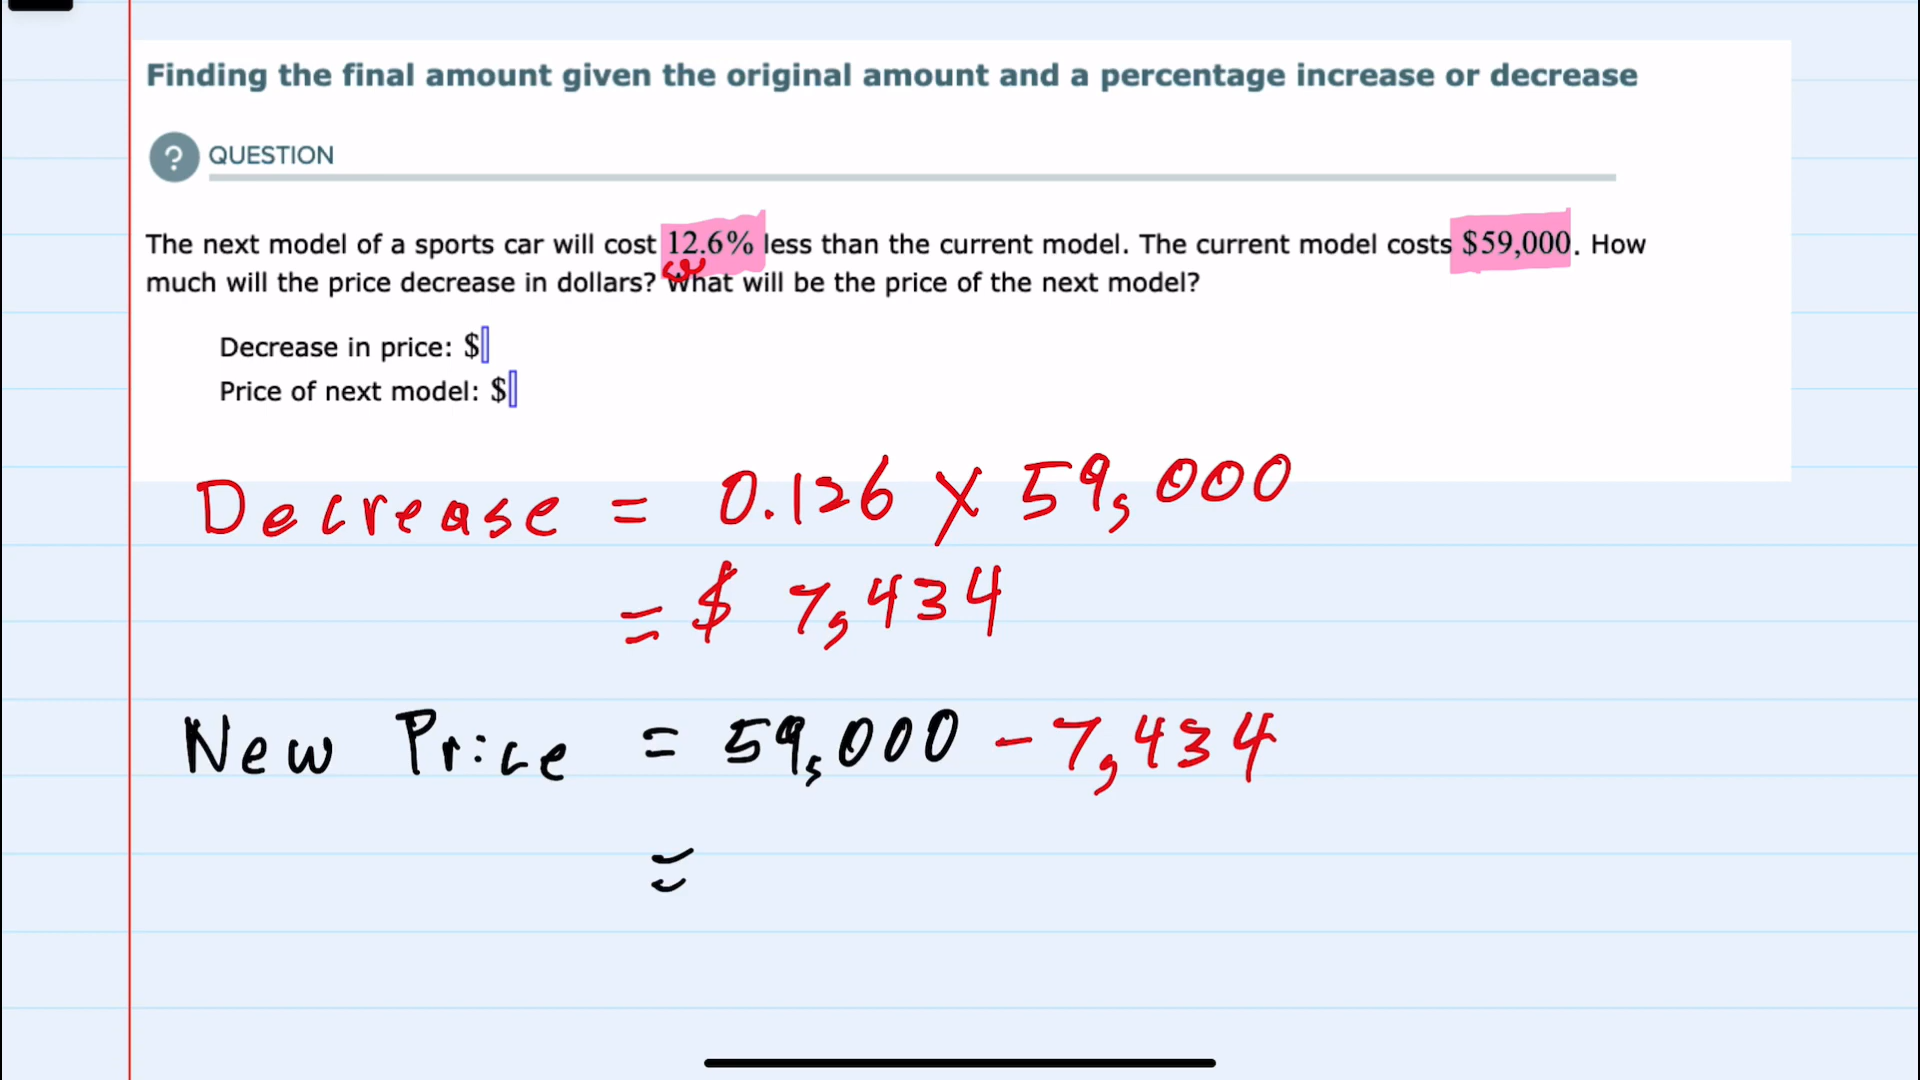 Finding the final amount given the original amount and a percentage increase or decrease
? QUESTION
The next model of a sports car will cost 12.6% less than the current model. The current model costs $59,000. How
much will the price decrease in dollars? What will be the price of the next model?
Decrease in price: $
Price of next model: $
Decrease = 0.126 X 59,000
= $ 7,434
New Price = 59,000 - 7,434
=